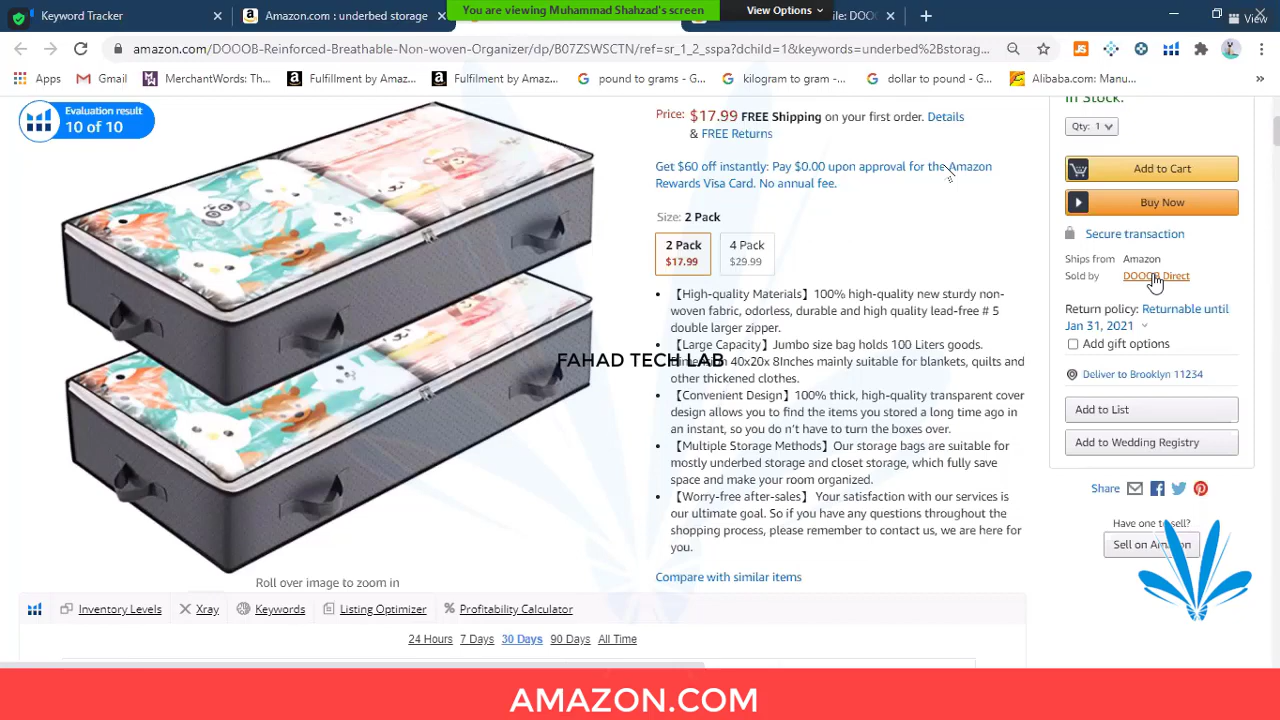 You are viewing Muhammad Shahzad's screen
View Options
Keyword Tracker
Amazon.com : underbed storage
ile: DOO
View
amazon.com/DOOOB-Reinforced-Breathable-Non-woven-Organizer/dp/B07ZSWSCTN/ref=sr_1_2_sspa?dchild=1&keywords=underbed%2Bstorag...
Apps
Gmail
MerchantWords: Th...
Fulfillment by Amaz...
Fulfilment by Amaz...
pound to grams - G...
kilogram to gram -...
dollar to pound - G...
Alibaba.com: Manu...
»
Evaluation result
10 of 10
Price: $17.99 FREE Shipping on your first order. Details
& FREE Returns
Get $60 off instantly: Pay $0.00 upon approval for the Amazon
Rewards Visa Card. No annual fee.
Size: 2 Pack
2 Pack
$17.99
4 Pack
$29.99
【High-quality Materials】100% high-quality new sturdy non-
woven fabric, odorless, durable and high quality lead-free # 5
double larger zipper.
【Large Capacity】Jumbo size bag holds 100 Liters goods.
40x20x 8Inches mainly suitable for blankets, quilts and
other thickened clothes.
【Convenient Design】100% thick, high-quality transparent cover
design allows you to find the items you stored a long time ago in
an instant, so you do n't have to turn the boxes over.
【Multiple Storage Methods】Our storage bags are suitable for
mostly underbed storage and closet storage, which fully save
space and make your room organized.
【Worry-free after-sales】Your satisfaction with our services is
our ultimate goal. So if you have any questions throughout the
shopping process, please remember to contact us, we are here for
you.
Compare with similar items
FAHAD TECH LAB
In Stock.
Qty: 1
Add to Cart
Buy Now
Secure transaction
Ships from Amazon
Sold by DOOOB Direct
Return policy: Returnable until
Jan 31, 2021
Add gift options
Deliver to Brooklyn 11234
Add to List
Add to Wedding Registry
Share
Have one to sell?
Sell on Amazon
Roll over image to zoom in
Inventory Levels
Xray
Keywords
Listing Optimizer
Profitability Calculator
24 Hours 7 Days 30 Days 90 Days All Time
AMAZON.COM